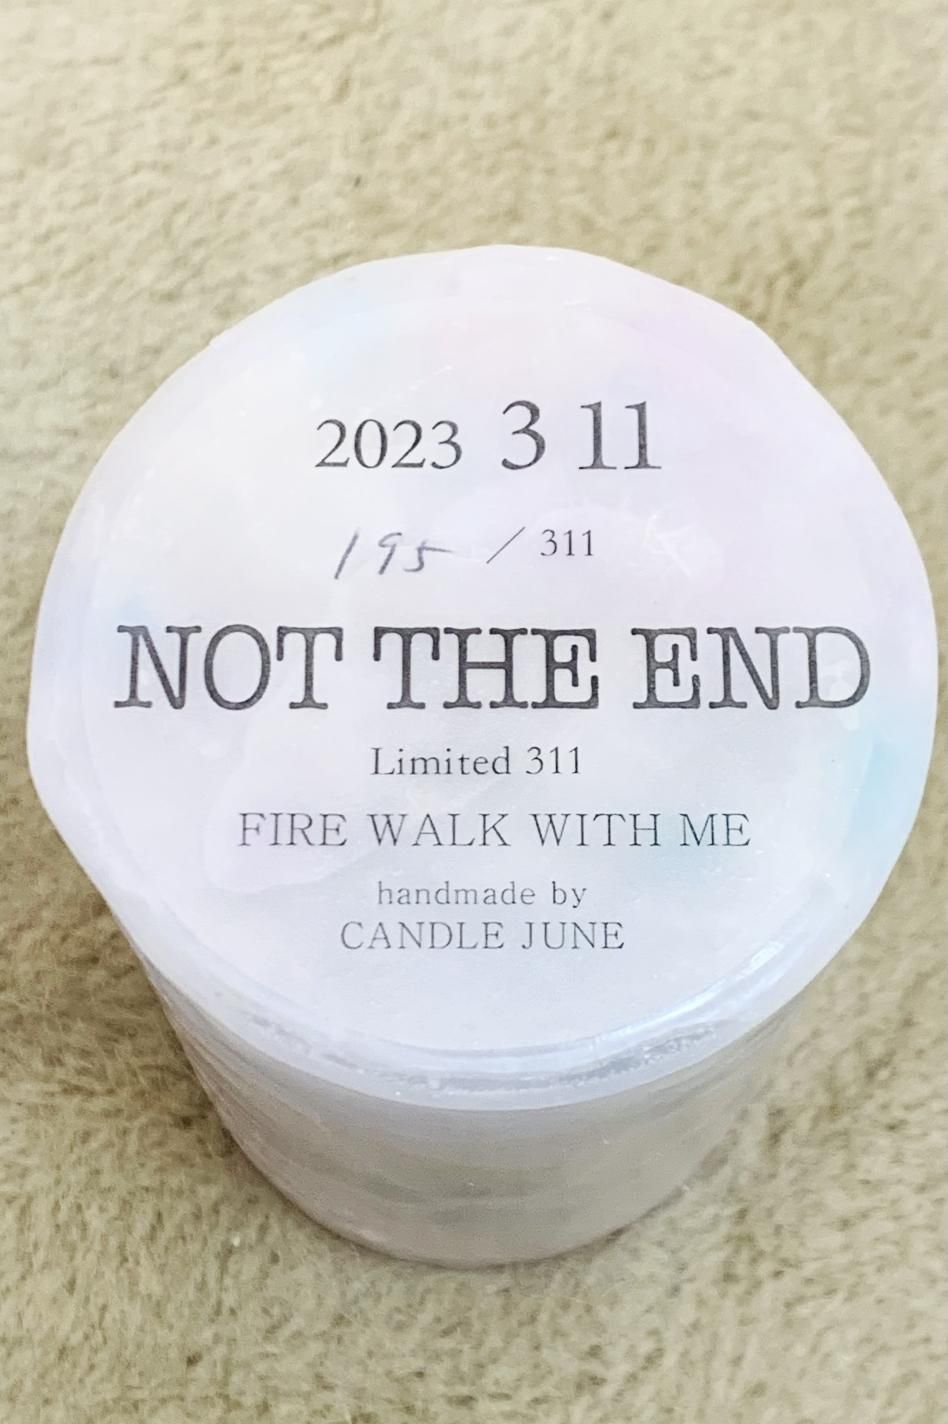 2023 3 11
195 / 311
NOT THE END
Limited 311
FIRE WALK WITH ME
handmade by
CANDLE JUNE